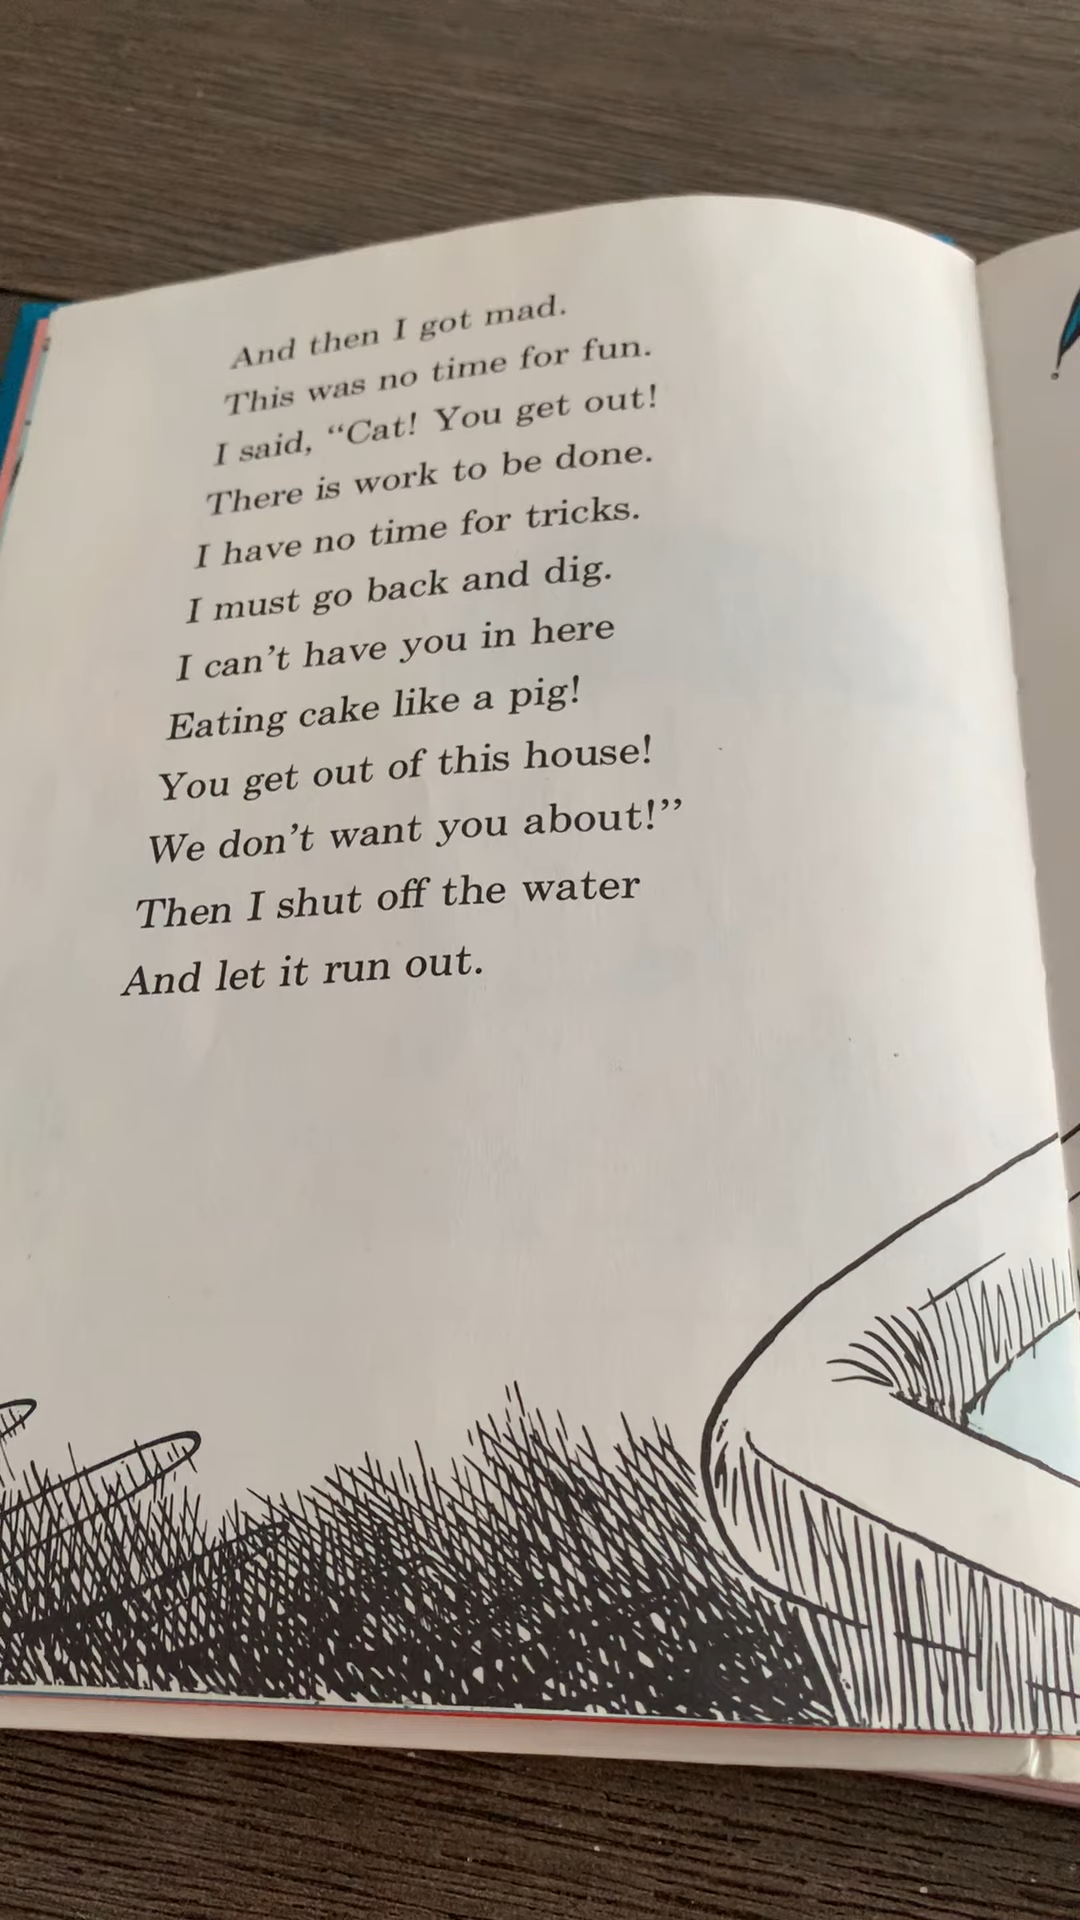 And then I got mad.
This was no time for fun.
I said, “Cat! You get out!
There is work to be done.
I have no time for tricks.
I must go back and dig.
I can’t have you in here
Eating cake like a pig!
You get out of this house!
We don’t want you about!”
Then I shut off the water
And let it run out.